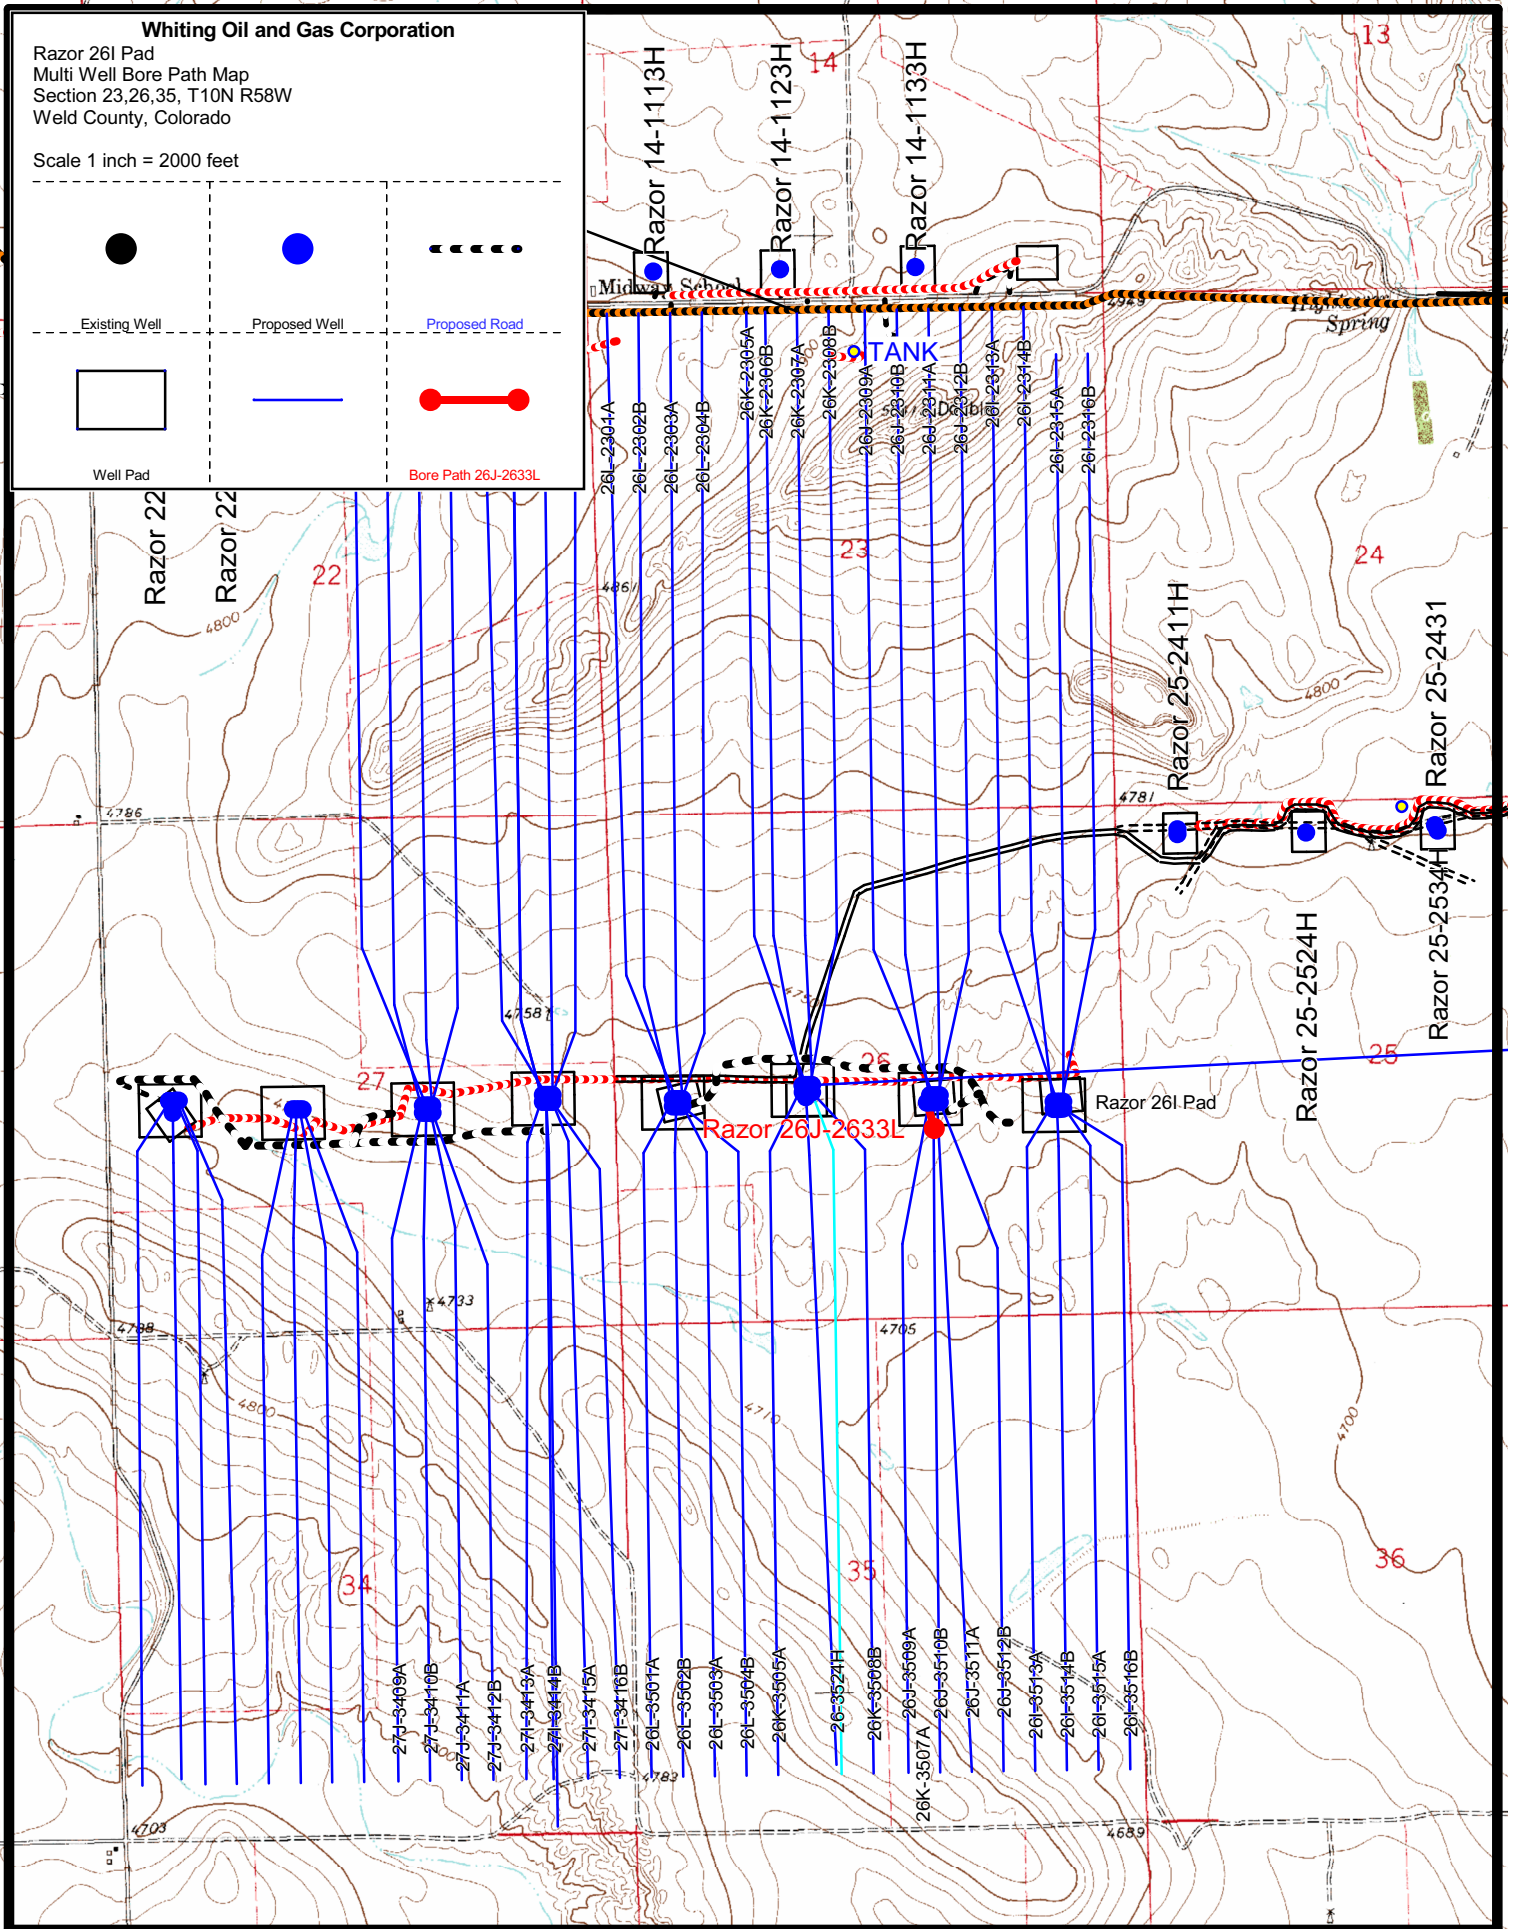 Whiting Oil and Gas Corporation
Razor 26I Pad
Multi Well Bore Path Map
Section 23,26,35, T10N R58W
Weld County, Colorado
Scale 1 inch = 2000 feet
Existing Well
Proposed Well
Proposed Road
Well Pad
Bore Path 26J-2633L
Razor 14-1113H
Razor 14-1123H
Razor 14-1133H
14
13
Midway School
4949
Spring
TANK
26L-2301A
26L-2302B
26L-2303A
26L-2304B
26K-2305A
26K-2306B
26K-2307A
26K-2308B
26J-2309A
26J-2310B
26J-2311A
26J-2312B
26I-2313A
26I-2314B
26I-2315A
26I-2316B
Razor 22
Razor 22
22
23
24
4861
4800
4800
Razor 25-2411H
Razor 25-2431
4786
4781
Razor 25-2524H
Razor 25-2534H
4758
4750
27
26
25
Razor 26I Pad
Razor 26J-2633L
4733
4788
4705
4800
4710
4700
34
35
36
27J-3409A
27J-3410B
27J-3411A
27J-3412B
27I-3413A
27I-3414B
27I-3415A
27I-3416B
26L-3501A
26L-3502B
26L-3503A
26L-3504B
26K-3505A
26-3524H
26K-3508B
26K-3507A
26J-3509A
26J-3510B
26J-3511A
26J-3512B
26I-3513A
26I-3514B
26I-3515A
26I-3516B
4783
4703
4689